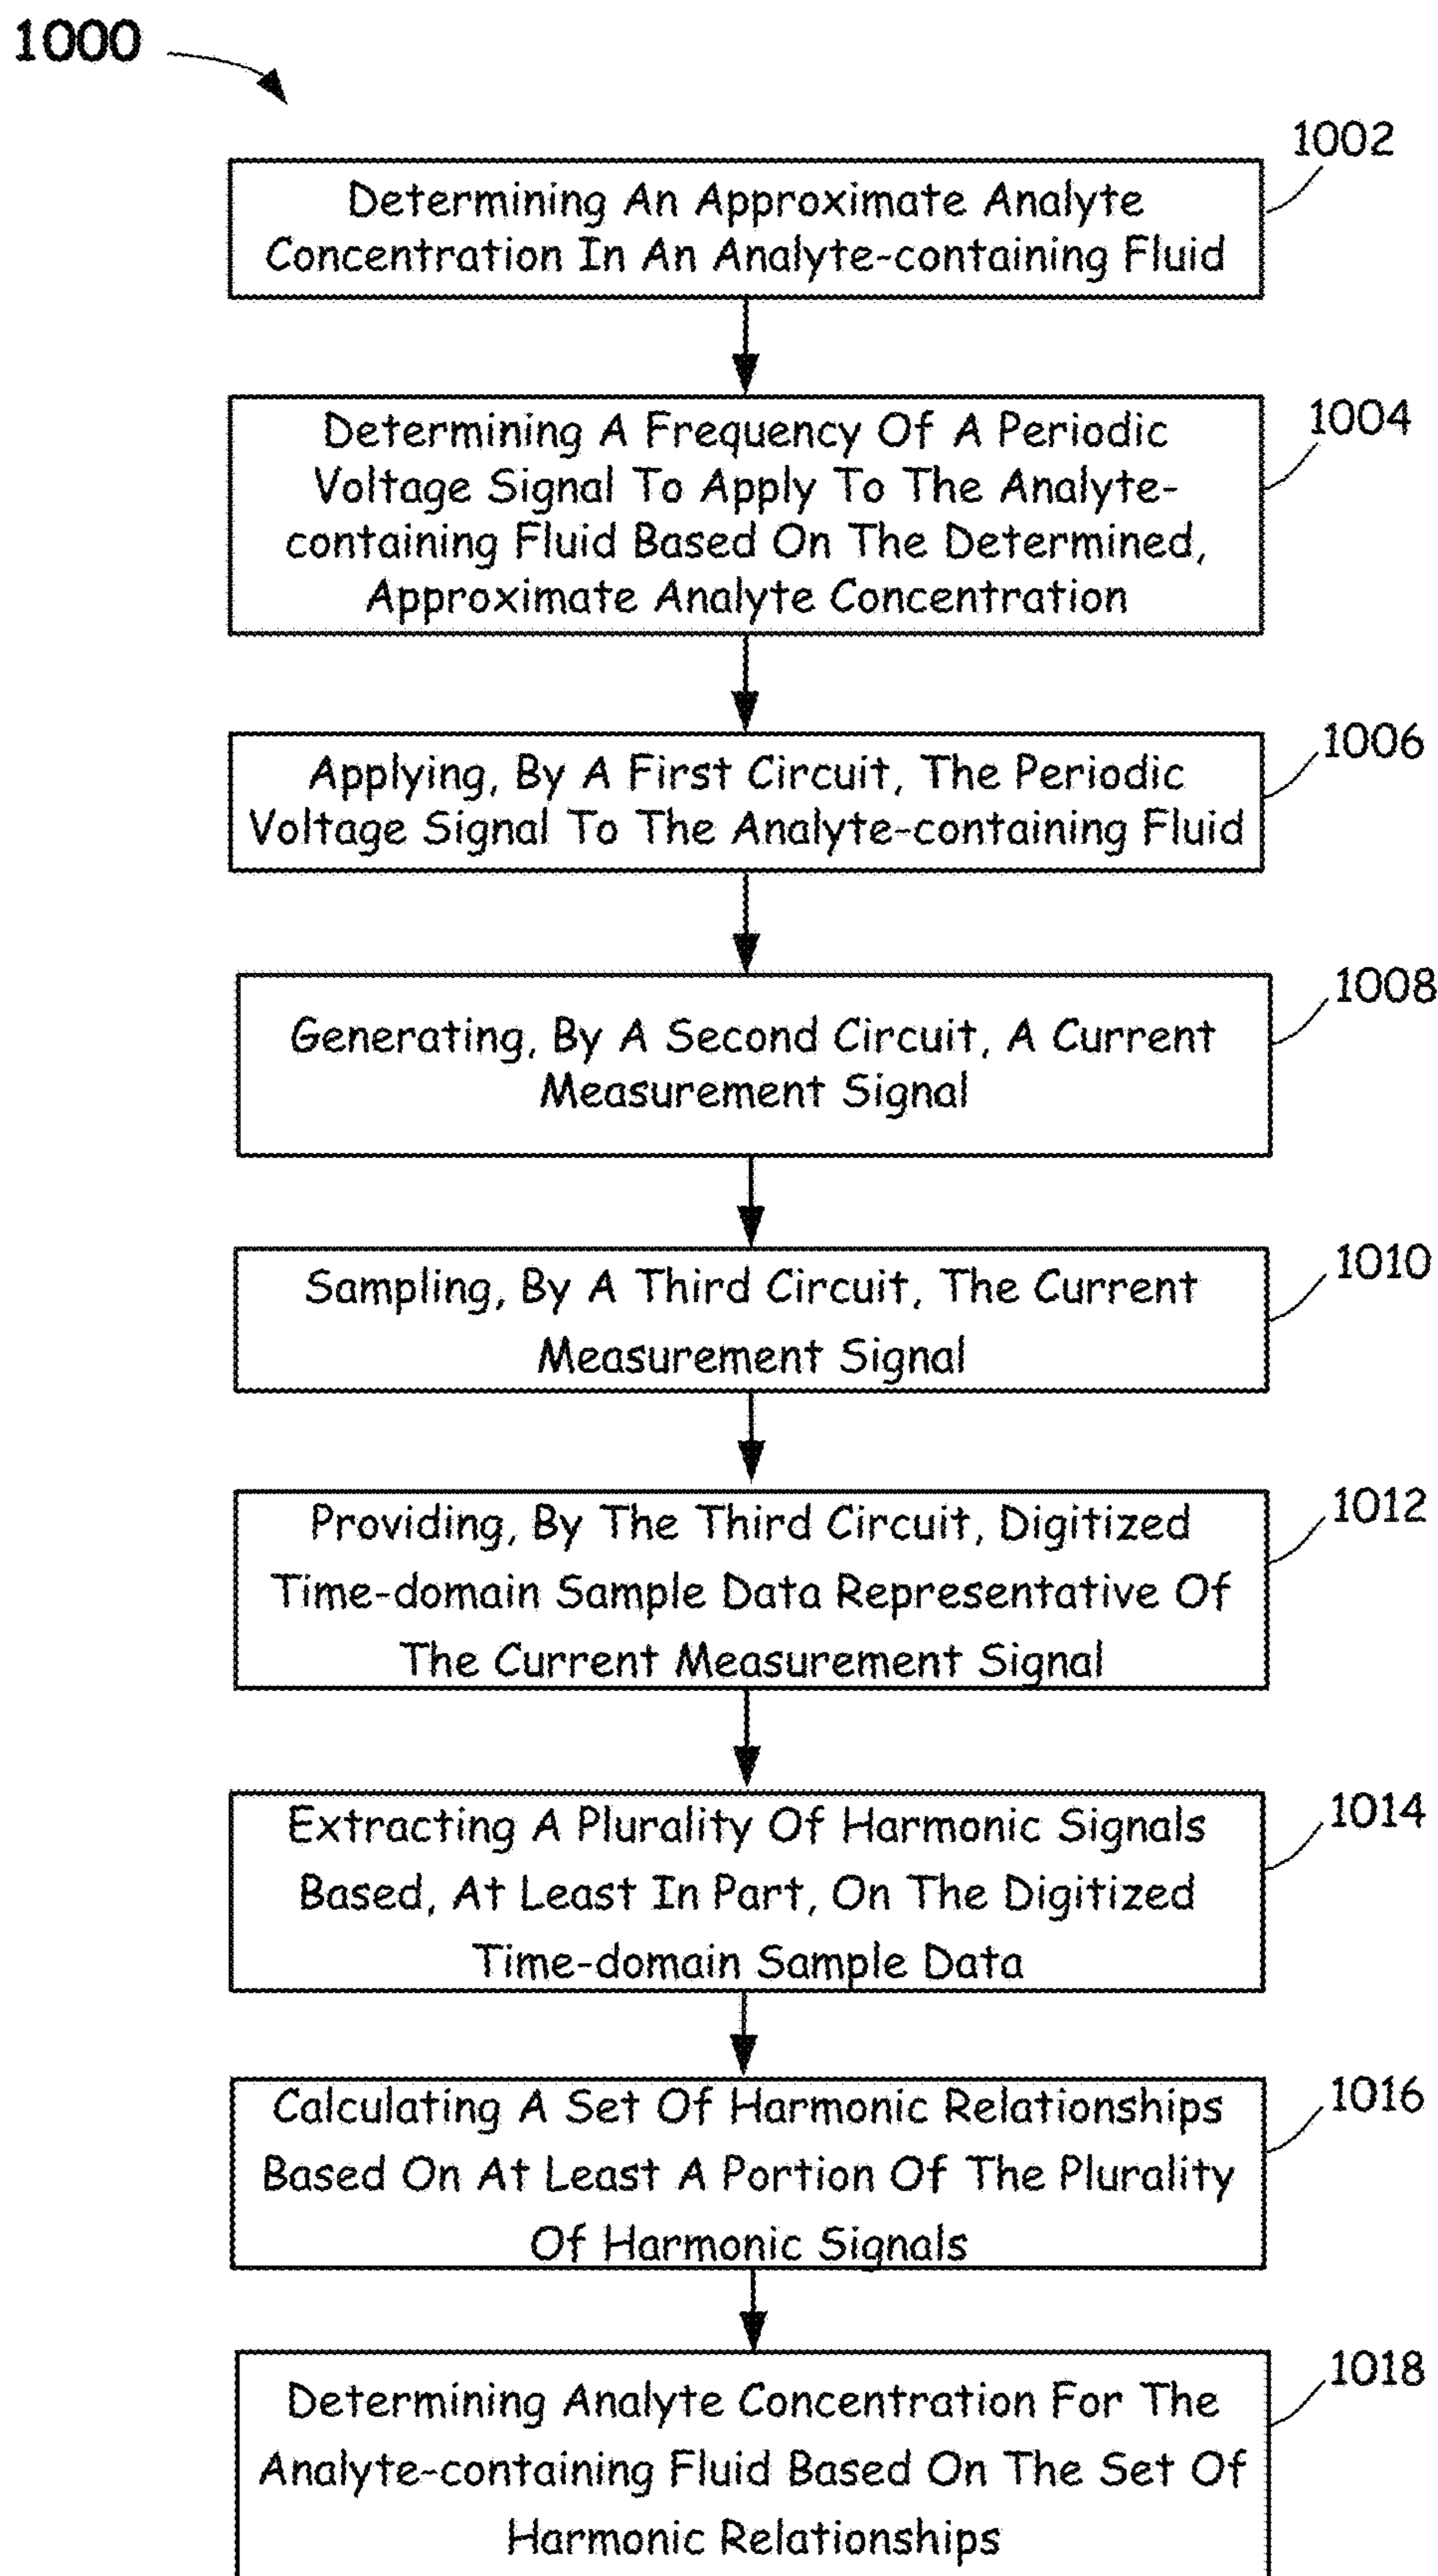 1000
1002
Determining An Approximate Analyte
Concentration In An Analyte-containing Fluid
1004
Determining A Frequency Of A Periodic
Voltage Signal To Apply To The Analyte-
containing Fluid Based On The Determined,
Approximate Analyte Concentration
1006
Applying, By A First Circuit, The Periodic
Voltage Signal To The Analyte-containing Fluid
1008
Generating, By A Second Circuit, A Current
Measurement Signal
1010
Sampling, By A Third Circuit, The Current
Measurement Signal
1012
Providing, By The Third Circuit, Digitized
Time-domain Sample Data Representative Of
The Current Measurement Signal
1014
Extracting A Plurality Of Harmonic Signals
Based, At Least In Part, On The Digitized
Time-domain Sample Data
1016
Calculating A Set Of Harmonic Relationships
Based On At Least A Portion Of The Plurality
Of Harmonic Signals
1018
Determining Analyte Concentration For The
Analyte-containing Fluid Based On The Set Of
Harmonic Relationships